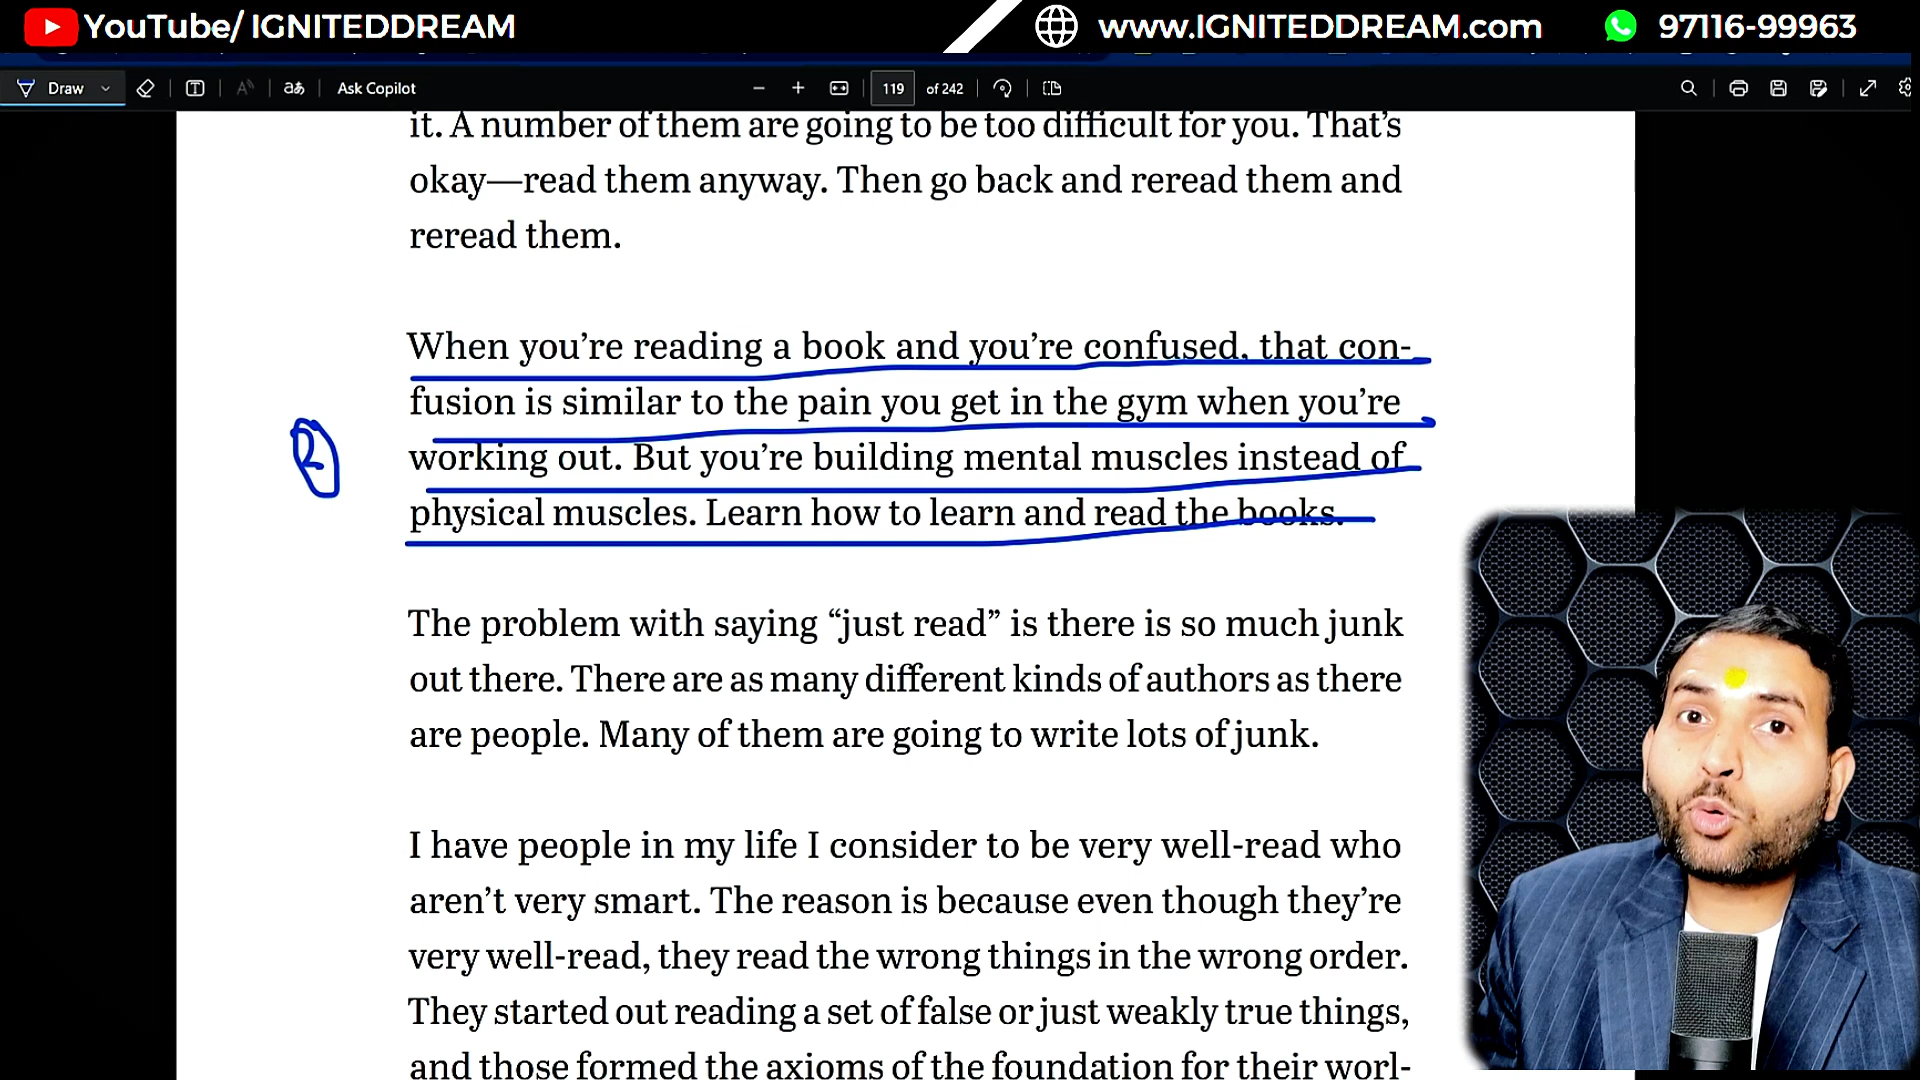 YouTube/ IGNITEDDREAM
www.IGNITEDDREAM.com
97116-99963
Draw
Ask Copilot
119 of 242
it. A number of them are going to be too difficult for you. That’s
okay—read them anyway. Then go back and reread them and
reread them.
When you’re reading a book and you’re confused, that con-
fusion is similar to the pain you get in the gym when you’re
working out. But you’re building mental muscles instead of
physical muscles. Learn how to learn and read the books.
The problem with saying “just read” is there is so much junk
out there. There are as many different kinds of authors as there
are people. Many of them are going to write lots of junk.
I have people in my life I consider to be very well-read who
aren’t very smart. The reason is because even though they’re
very well-read, they read the wrong things in the wrong order.
They started out reading a set of false or just weakly true things,
and those formed the axioms of the foundation for their worl-